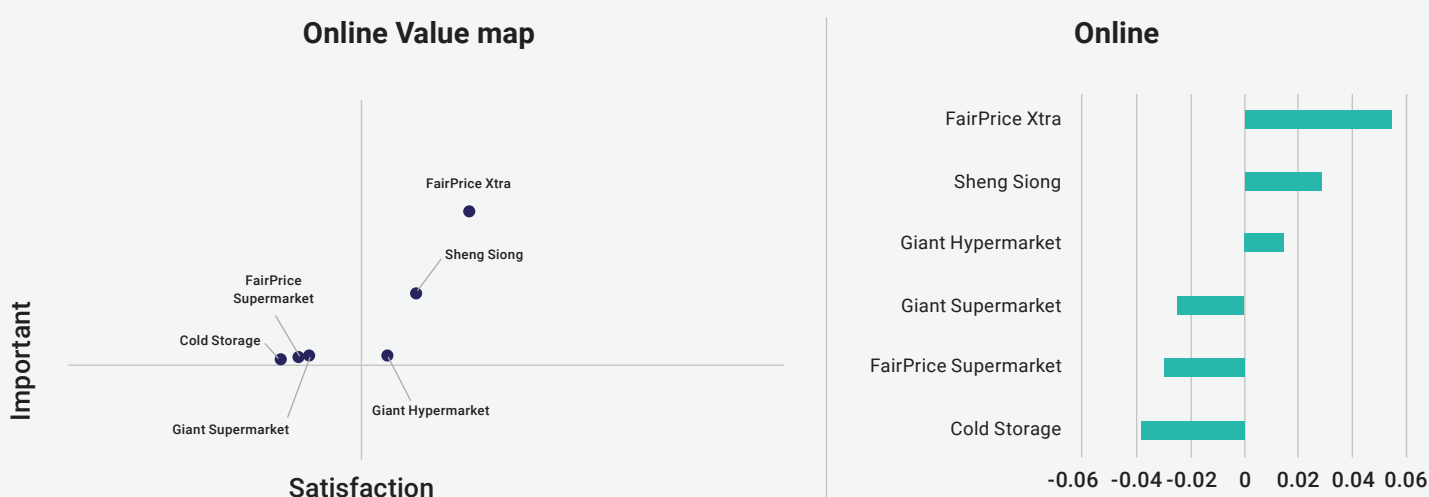 Online Value map
FairPrice Xtra
Sheng Siong
FairPrice
Supermarket
Cold Storage
Giant Hypermarket
Giant Supermarket
Important
Satisfaction
Online
FairPrice Xtra
Sheng Siong
Giant Hypermarket
Giant Supermarket
FairPrice Supermarket
Cold Storage
-0.06 -0.04 -0.02 0 0.02 0.04 0.06